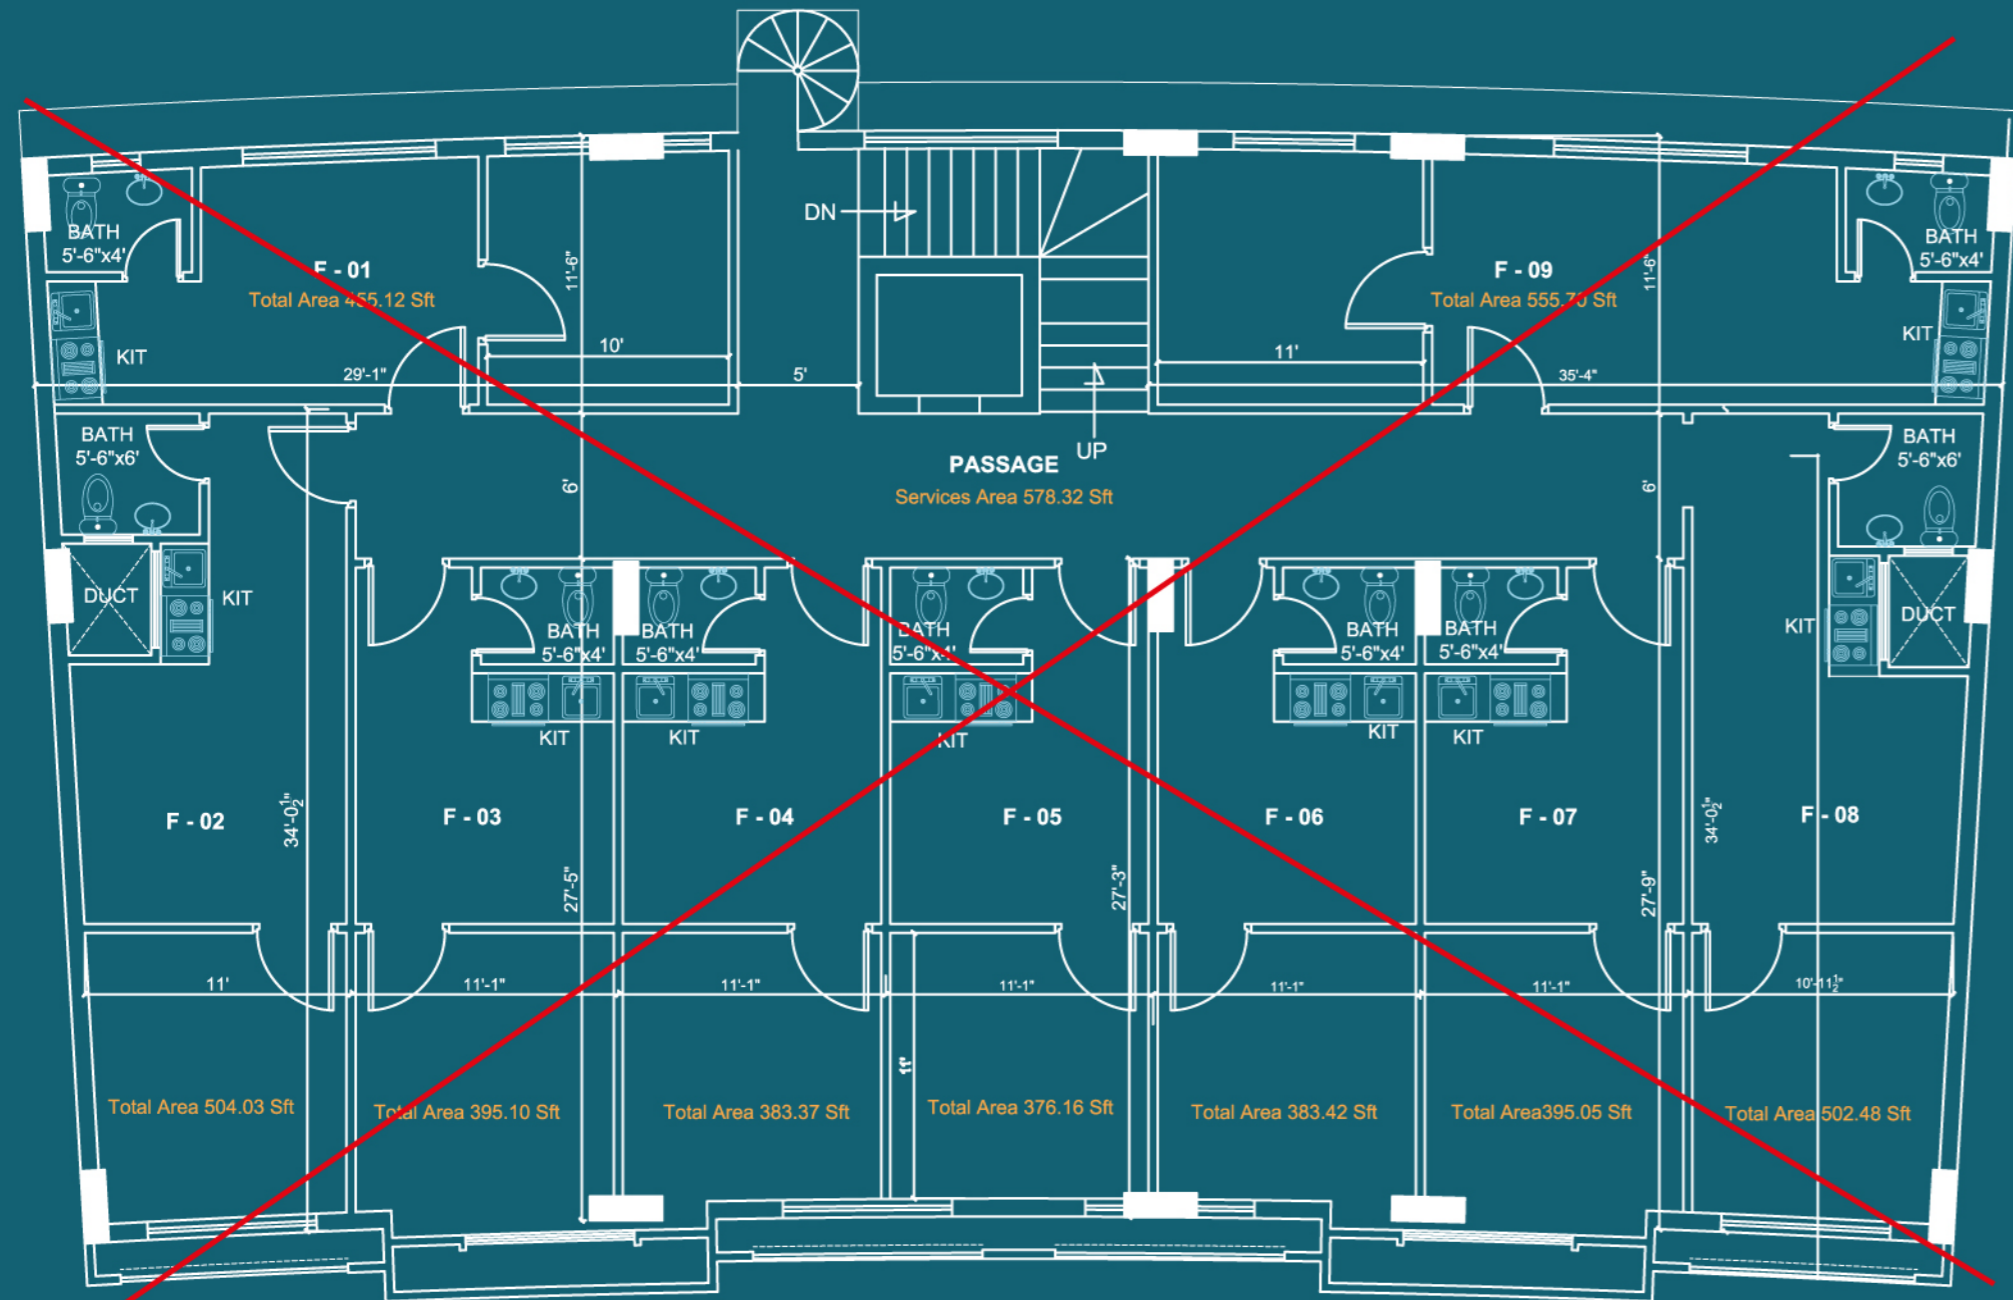 DN
BATH
5'-6"x4'
F - 01
Total Area 455.12 Sft
11'-6"
KIT
10'
29'-1"
5'
BATH
5'-6"x4'
F - 09
Total Area 555.70 Sft
11'-6"
KIT
11'
35'-4"
UP
PASSAGE
Services Area 578.32 Sft
BATH
5'-6"x6'
6'
6'
BATH
5'-6"x6'
DUCT
KIT
BATH
5'-6"x4'
BATH
5'-6"x4'
BATH
5'-6"x4'
BATH
5'-6"x4'
BATH
5'-6"x4'
KIT
DUCT
KIT
KIT
KIT
KIT
KIT
F - 02
34'-0½"
F - 03
27'-5"
F - 04
F - 05
27'-3"
F - 06
F - 07
27'-9"
34'-0½"
F - 08
11'
11'-1"
11'-1"
11'-1"
11'-1"
11'-1"
10'-11½"
11'
Total Area 504.03 Sft
Total Area 395.10 Sft
Total Area 383.37 Sft
Total Area 376.16 Sft
Total Area 383.42 Sft
Total Area395.05 Sft
Total Area 502.48 Sft